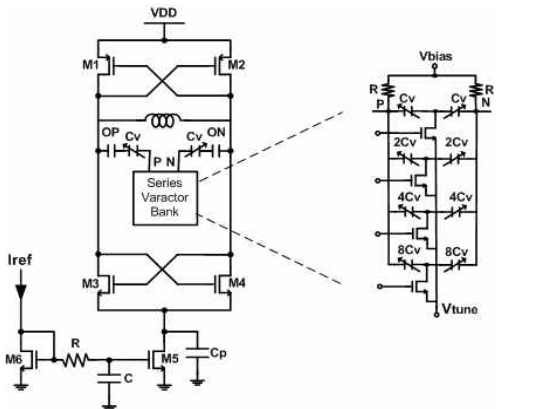 VDD
M1
M2
OP
Cv
Cv
ON
P N
Series
Varactor
Bank
M3
M4
Iref
M6
R
C
M5
Cp
Vbias
R
R
P
Cv
Cv
N
2Cv
2Cv
4Cv
4Cv
8Cv
8Cv
Vtune